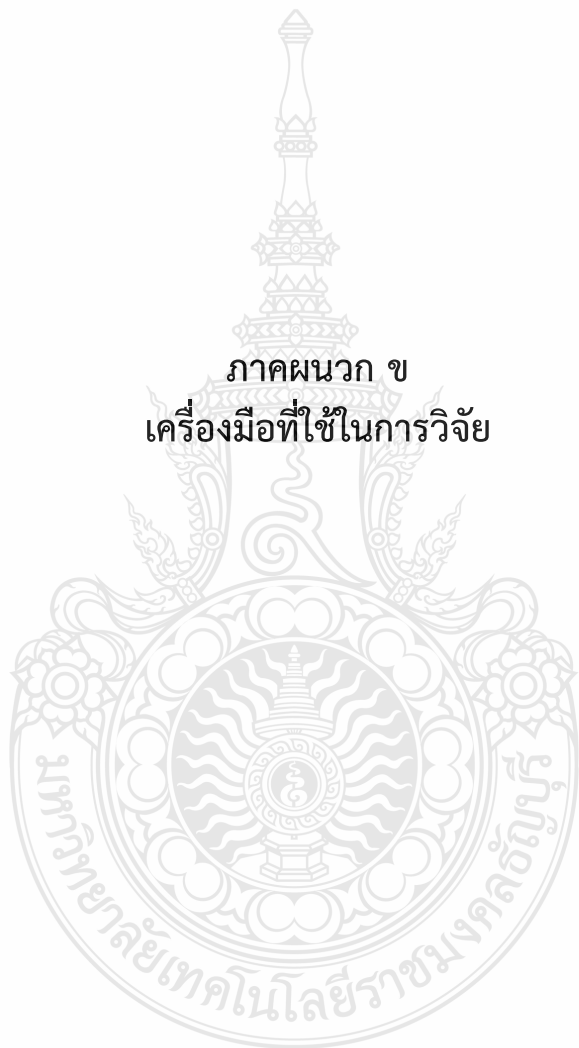 ภาคผนวก ข
เครื่องมือที่ใช้ในการวิจัย
มหาวิทยาลัยเทคโนโลยีราชมงคลธัญบุรี